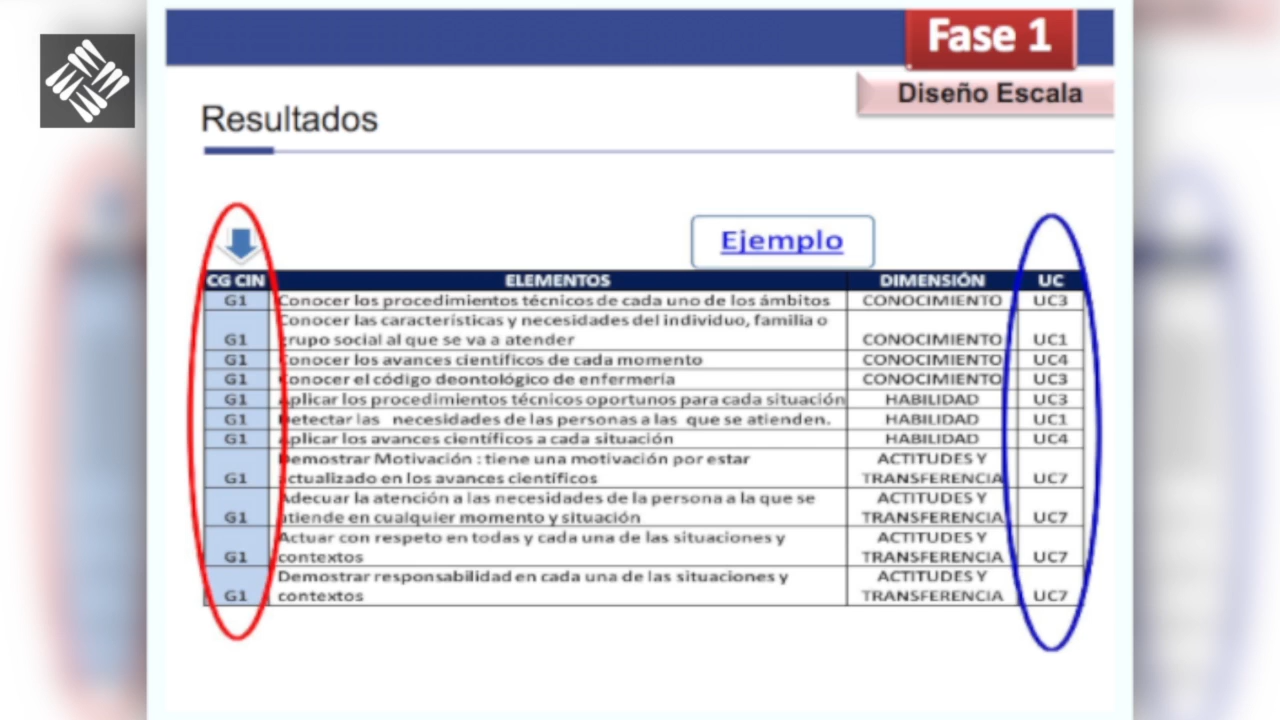 Fase 1
Diseño Escala
Resultados
Ejemplo
CG CIN ELEMENTOS DIMENSIÓN UC
G1 Conocer los procedimientos técnicos de cada uno de los ámbitos CONOCIMIENTO UC3
Conocer las características y necesidades del individuo, familia o
G1 grupo social al que se va a atender CONOCIMIENTO UC1
G1 Conocer los avances científicos de cada momento CONOCIMIENTO UC4
G1 Conocer el código deontológico de enfermería CONOCIMIENTO UC3
G1 Aplicar los procedimientos técnicos oportunos para cada situación HABILIDAD UC3
G1 Detectar las necesidades de las personas a las que se atienden. HABILIDAD UC1
G1 Aplicar los avances científicos a cada situación HABILIDAD UC4
Demostrar Motivación : tiene una motivación por estar ACTITUDES Y
G1 actualizado en los avances científicos TRANSFERENCIA UC7
Adecuar la atención a las necesidades de la persona a la que se ACTITUDES Y
G1 atiende en cualquier momento y situación TRANSFERENCIA UC7
Actuar con respeto en todas y cada una de las situaciones y ACTITUDES Y
G1 contextos TRANSFERENCIA UC7
Demostrar responsabilidad en cada una de las situaciones y ACTITUDES Y
G1 contextos TRANSFERENCIA UC7